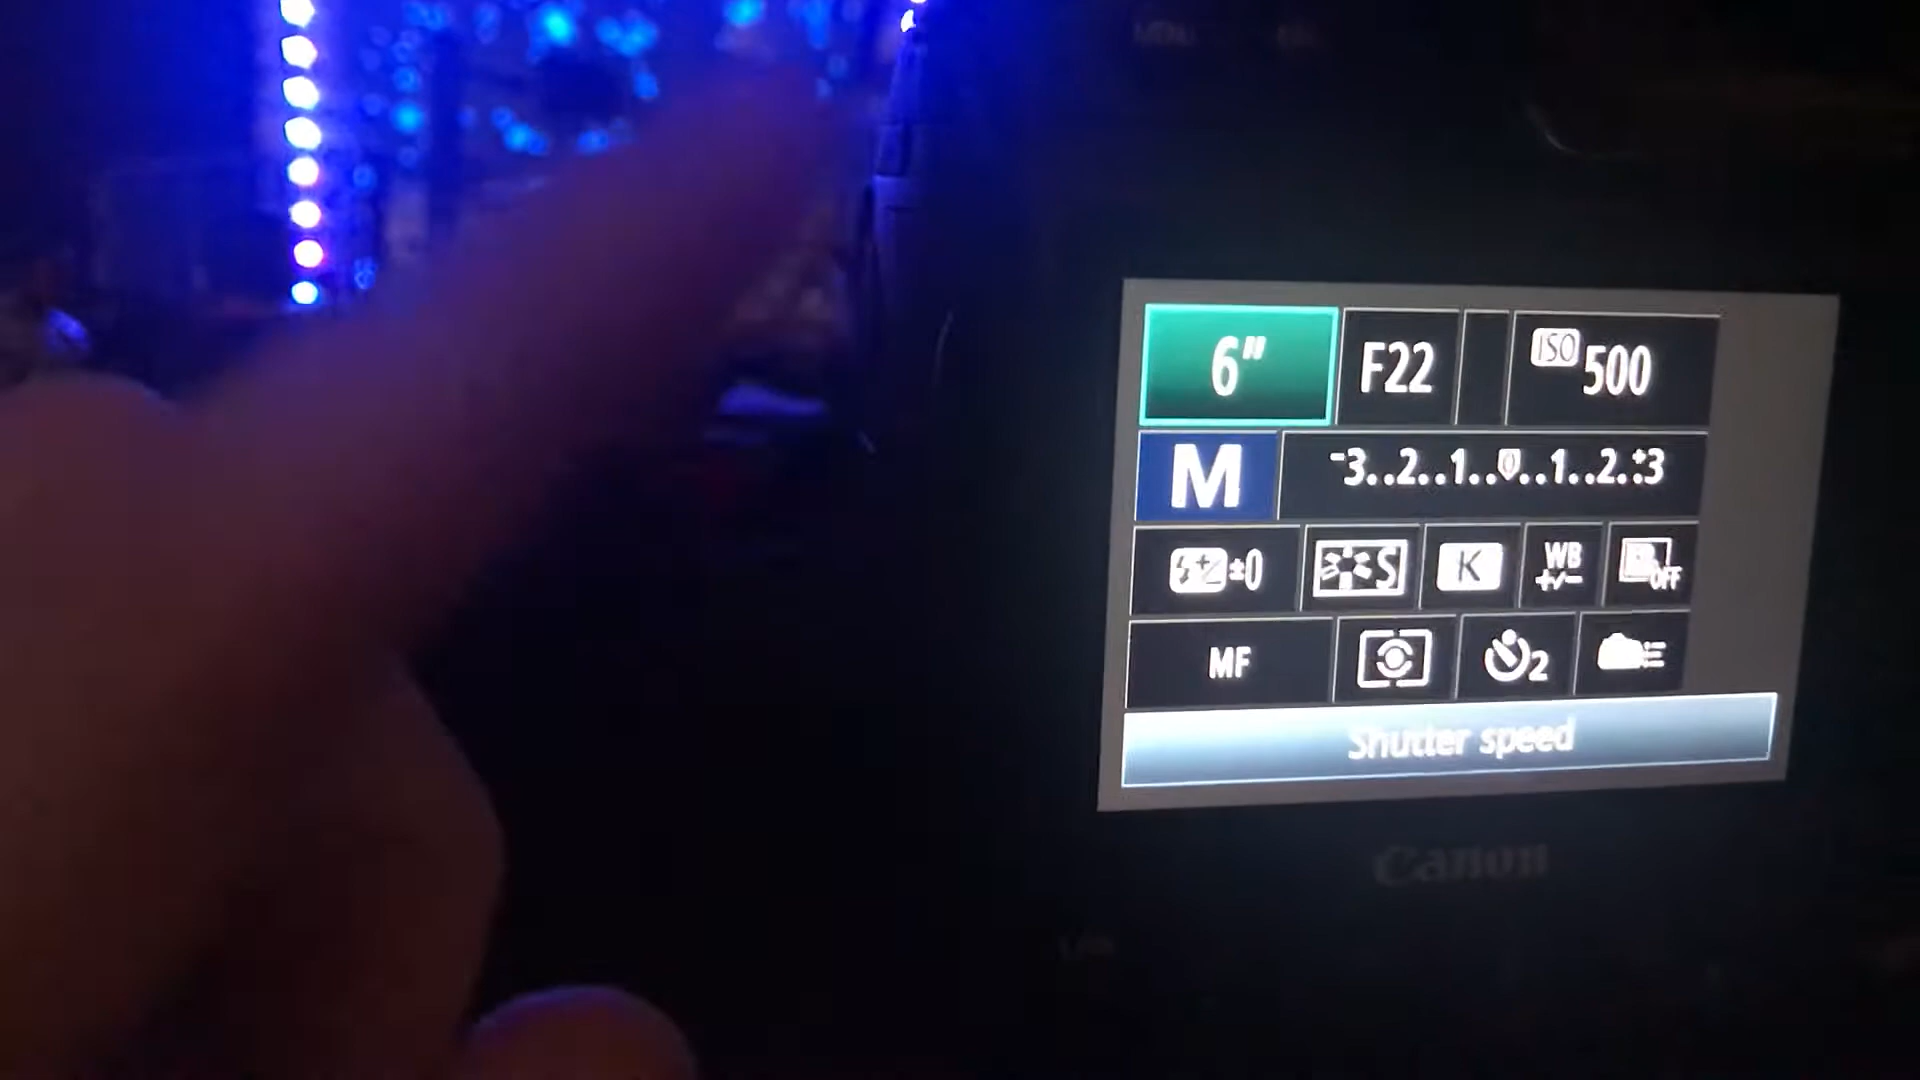 MENU
6" F22 ISO 500
M -3..2..1..0..1..2.:+3
±0 S K WB +/- OFF
MF 2
Shutter speed
Canon